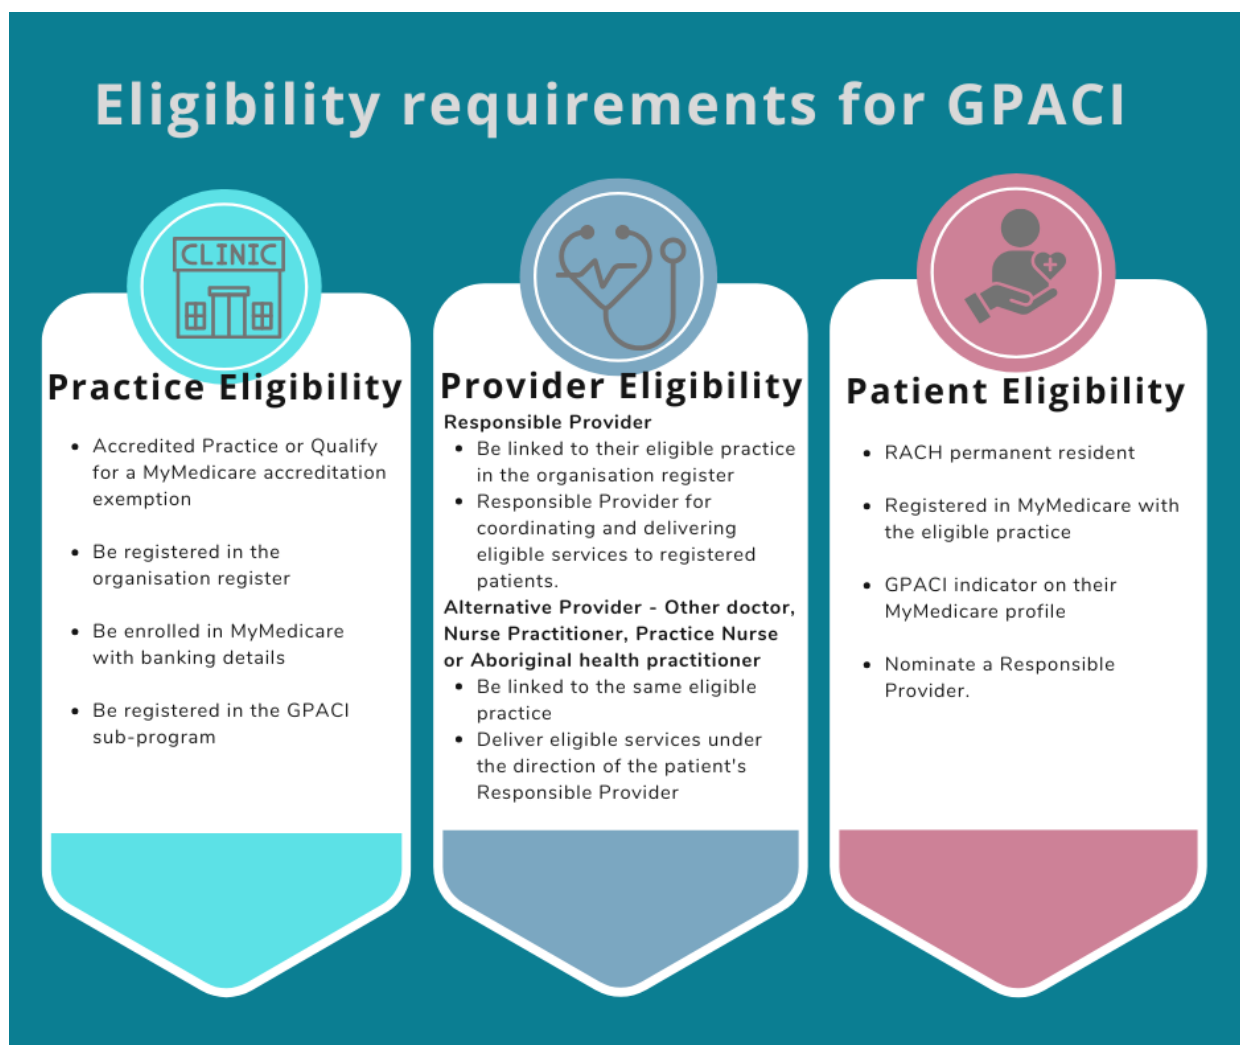 Eligibility requirements for GPACI
CLINIC
Practice Eligibility
• Accredited Practice or Qualify
for a MyMedicare accreditation
exemption
• Be registered in the
organisation register
• Be enrolled in MyMedicare
with banking details
• Be registered in the GPACI
sub-program
Provider Eligibility
Responsible Provider
• Be linked to their eligible practice
in the organisation register
• Responsible Provider for
coordinating and delivering
eligible services to registered
patients.
Alternative Provider - Other doctor,
Nurse Practitioner, Practice Nurse
or Aboriginal health practitioner
• Be linked to the same eligible
practice
• Deliver eligible services under
the direction of the patient's
Responsible Provider
Patient Eligibility
• RACH permanent resident
• Registered in MyMedicare with
the eligible practice
• GPACI indicator on their
MyMedicare profile
• Nominate a Responsible
Provider.